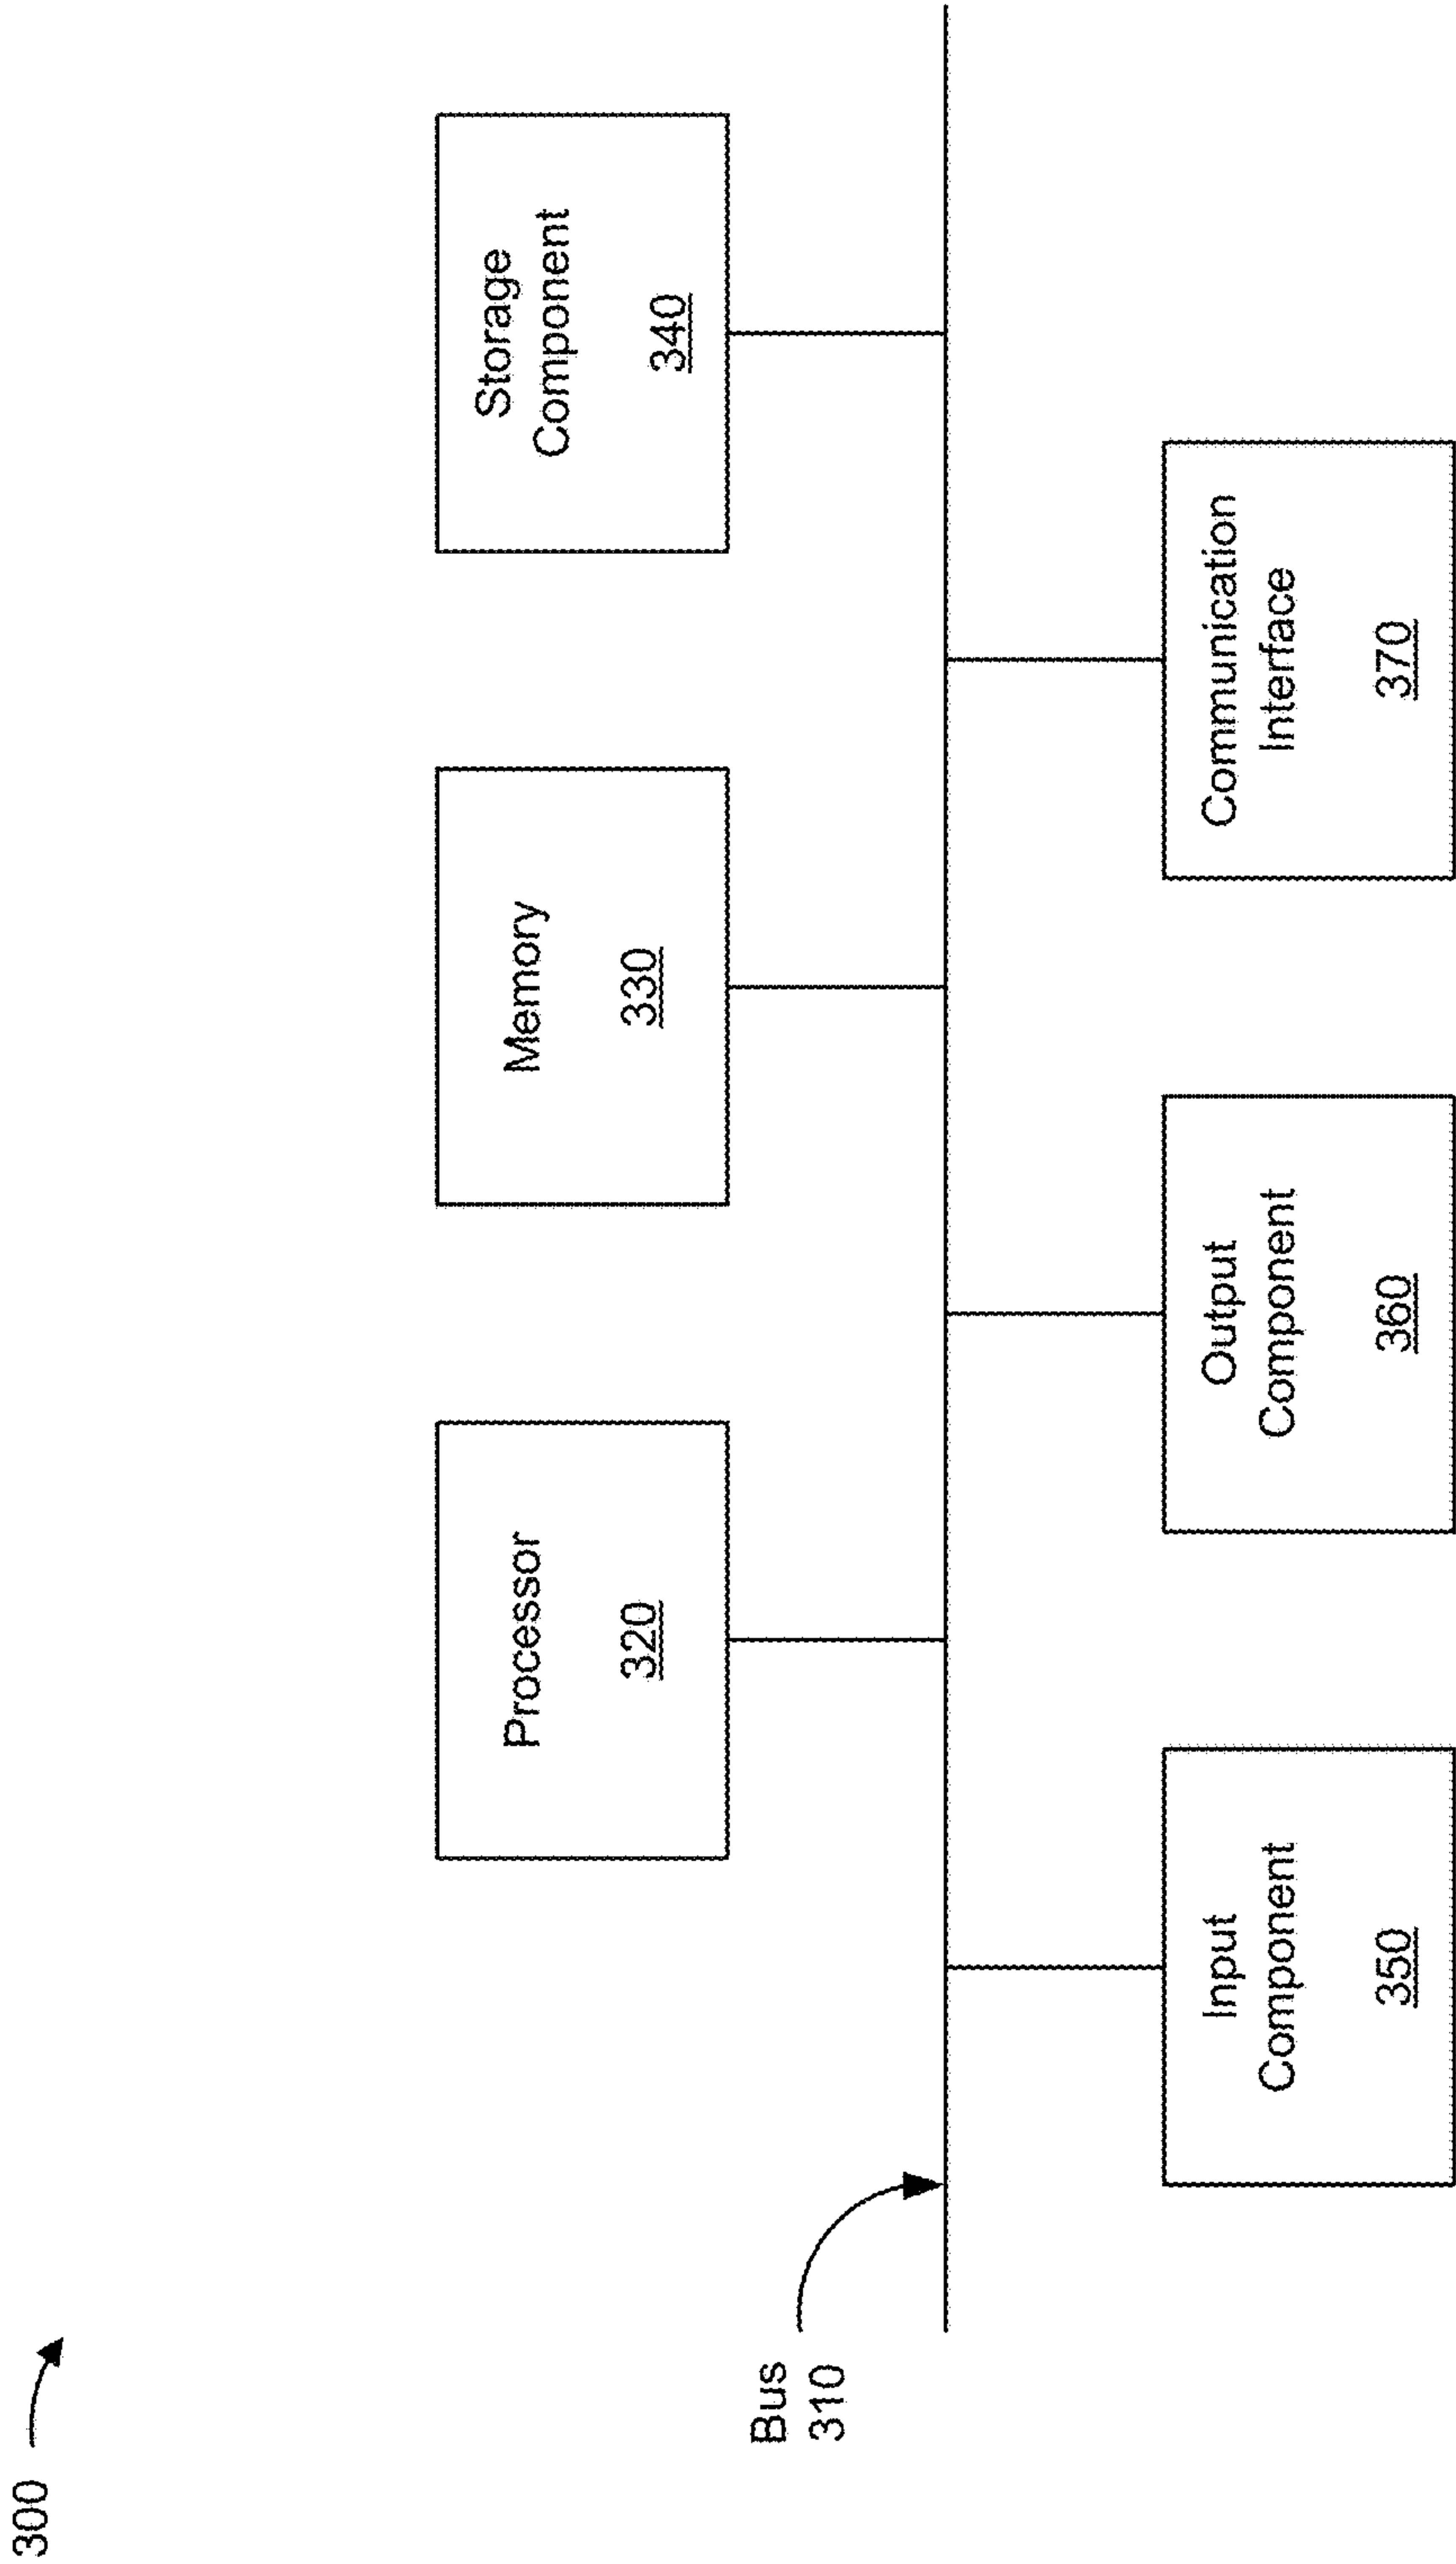 300
Processor
320
Memory
330
Storage
Component
340
Bus
310
Input
Component
350
Output
Component
360
Communication
Interface
370